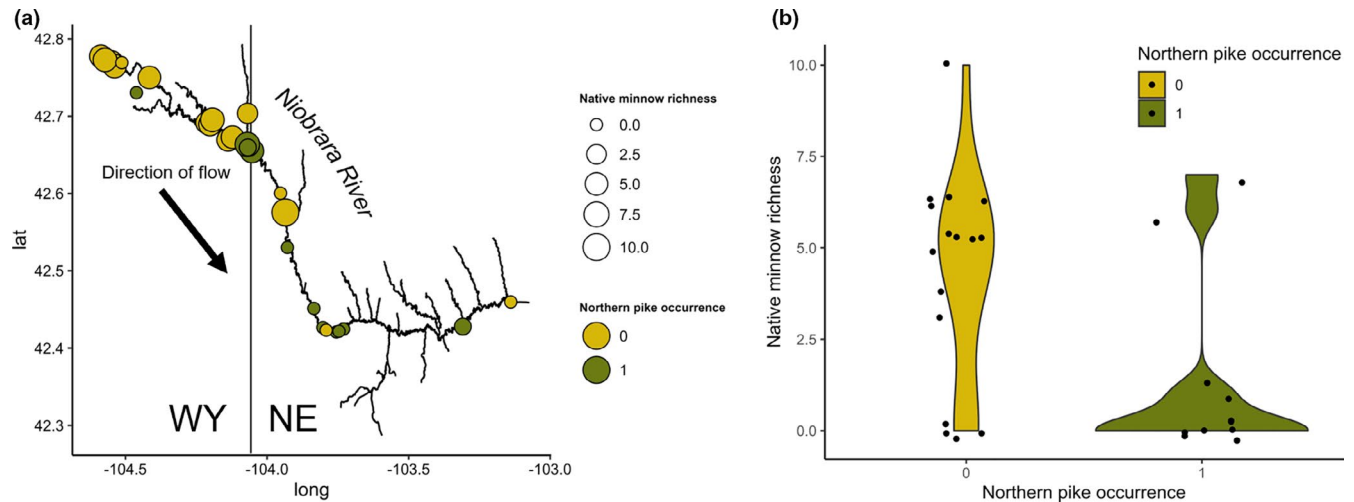 (a)
42.8
42.7
42.6
42.5
42.4
42.3
lat
-104.5
-104.0
-103.5
-103.0
long
Direction of flow
Niobrara River
WY
NE
Native minnow richness
0.0
2.5
5.0
7.5
10.0
Northern pike occurrence
0
1
(b)
Northern pike occurrence
0
1
10.0
7.5
5.0
2.5
0.0
Native minnow richness
0
1
Northern pike occurrence